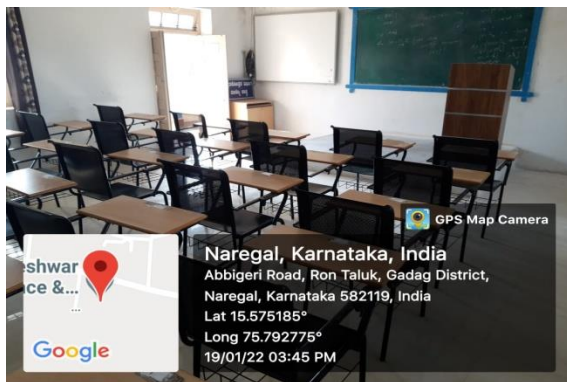 GPS Map Camera
Naregal, Karnataka, India
Abbigeri Road, Ron Taluk, Gadag District,
Naregal, Karnataka 582119, India
Lat 15.575185°
Long 75.792775°
19/01/22 03:45 PM
shwar
ce &...
...
Google